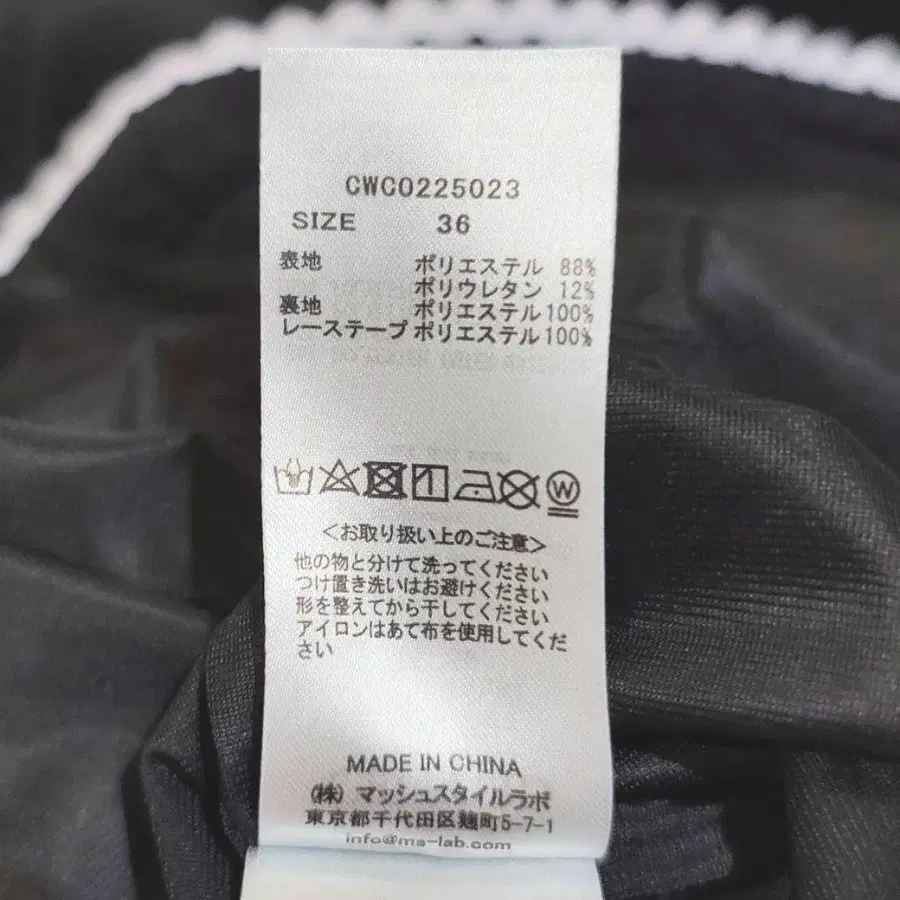 CWC0225023
SIZE 36
表地 ポリエステル 88%
ポリウレタン 12%
裏地 ポリエステル100%
レーステープ ポリエステル100%
W
<お取り扱い上のご注意>
他の物と分けて洗ってください
つけ置き洗いはお避けください
形を整えてから干してください
アイロンはあて布を使用してくだ
さい
MADE IN CHINA
(株) マッシュスタイルラボ
東京都千代田区麹町5-7-1
info@ms-lab.com